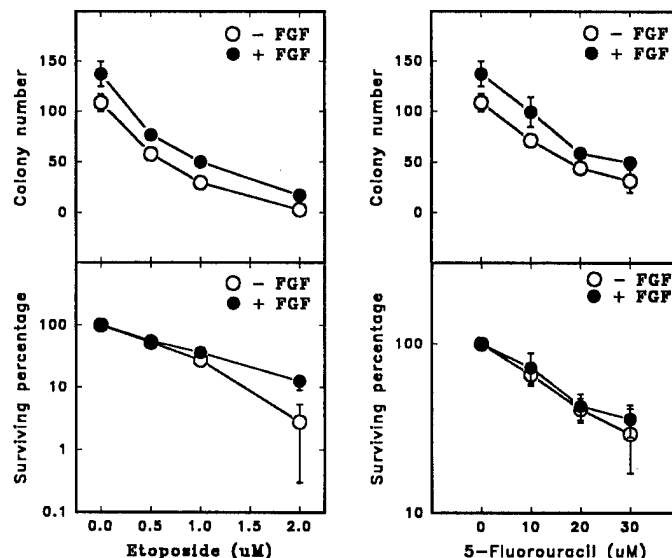 − FGF
+ FGF
Colony number
150
100
50
0
− FGF
+ FGF
Colony number
150
100
50
0
− FGF
+ FGF
Surviving percentage
100
10
1
0.1
0.0 0.5 1.0 1.5 2.0
Etoposide (uM)
− FGF
+ FGF
Surviving percentage
100
10
0 10 20 30
5−Fluorouracil (uM)